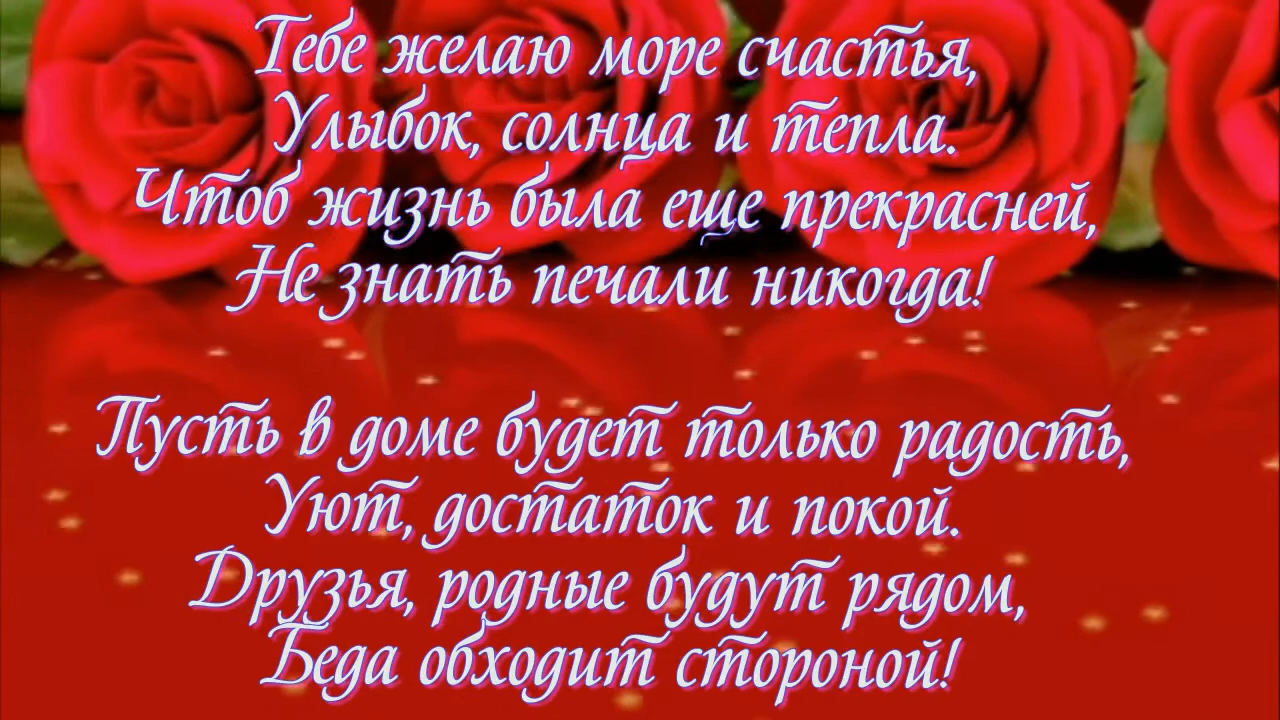 Тебе желаю море счастья,
Улыбок, солнца и тепла.
Чтоб жизнь была еще прекрасней,
Не знать печали никогда!
Пусть в доме будет только радость,
Уют, достаток и покой.
Друзья, родные будут рядом,
Беда обходит стороной!